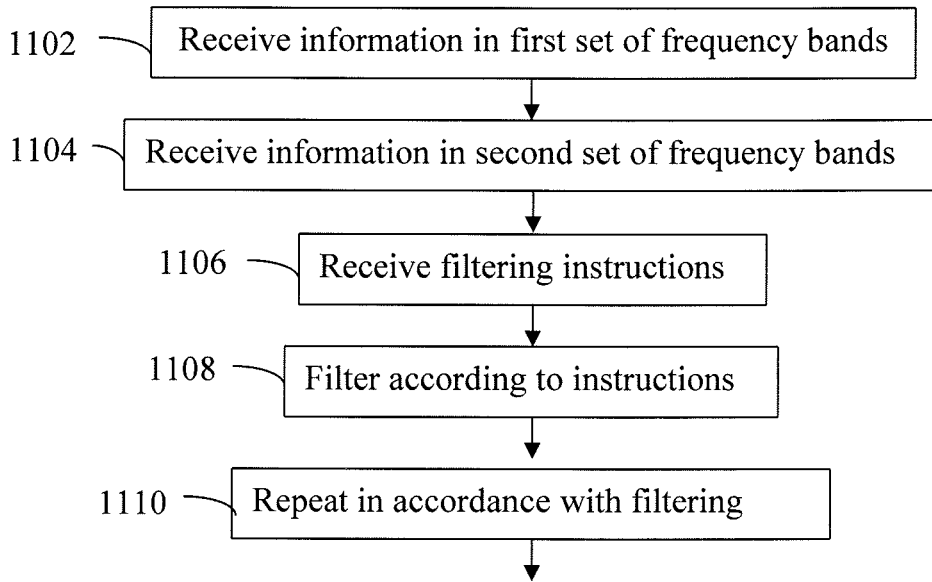 1102 Receive information in first set of frequency bands
1104 Receive information in second set of frequency bands
1106 Receive filtering instructions
1108 Filter according to instructions
1110 Repeat in accordance with filtering